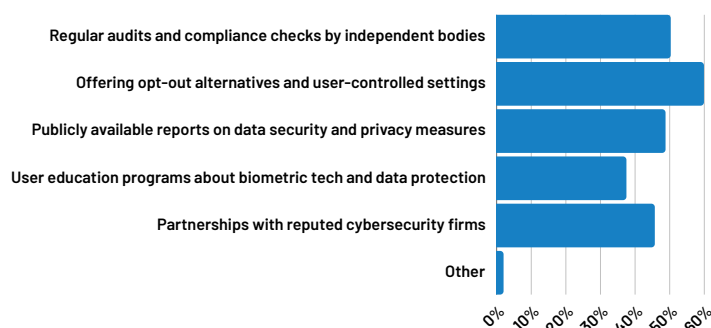 Regular audits and compliance checks by independent bodies
Offering opt-out alternatives and user-controlled settings
Publicly available reports on data security and privacy measures
User education programs about biometric tech and data protection
Partnerships with reputed cybersecurity firms
Other
0% 10% 20% 30% 40% 50% 60%